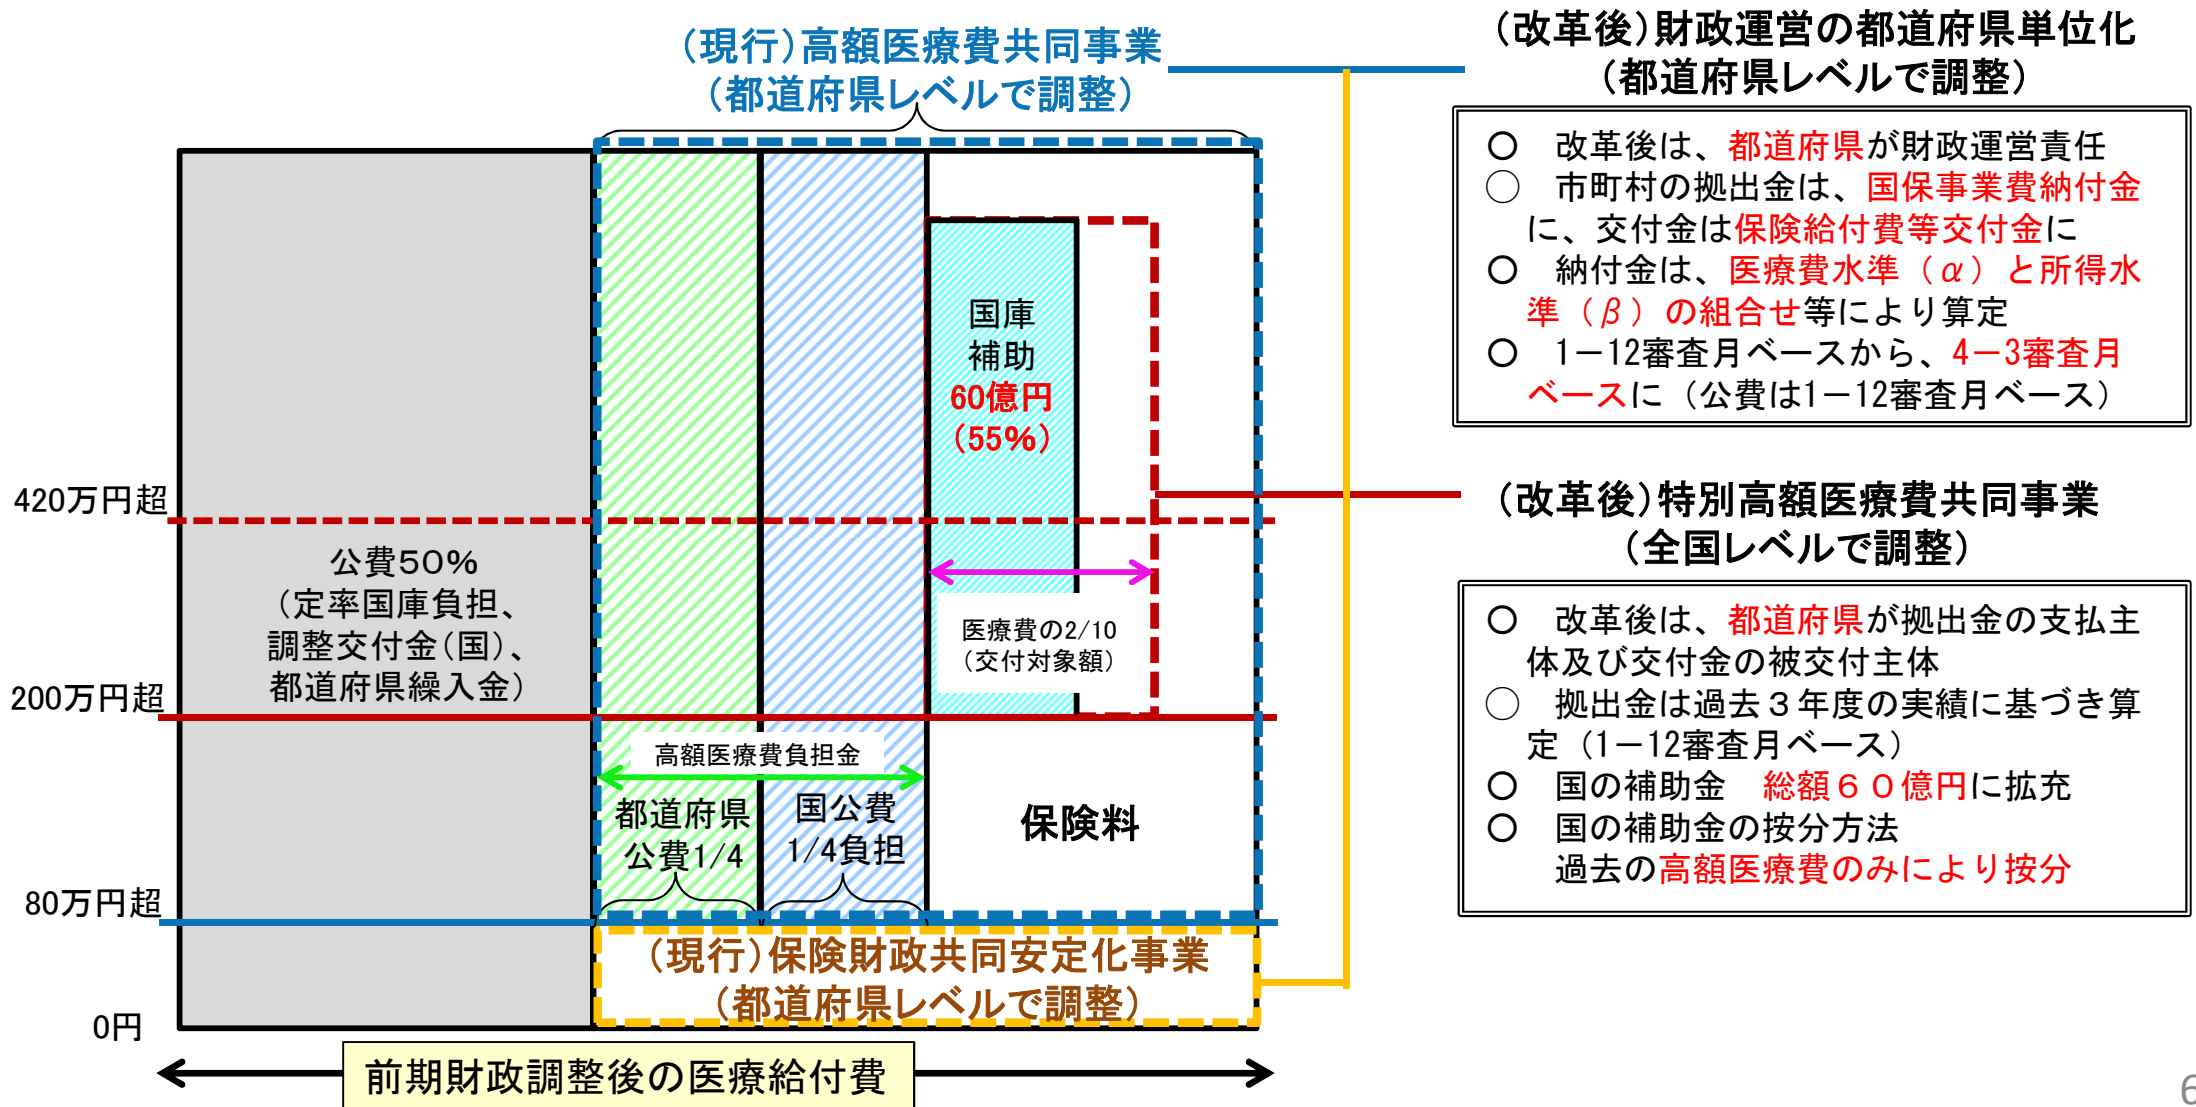 (現行)高額医療費共同事業
(都道府県レベルで調整)
420万円超
200万円超
80万円超
0円
公費50%
(定率国庫負担、
調整交付金(国)、
都道府県繰入金)
国庫
補助
60億円
(55%)
医療費の2/10
(交付対象額)
高額医療費負担金
都道府県
公費1/4
国公費
1/4負担
保険料
(現行)保険財政共同安定化事業
(都道府県レベルで調整)
前期財政調整後の医療給付費
(改革後)財政運営の都道府県単位化
(都道府県レベルで調整)
○ 改革後は、都道府県が財政運営責任
○ 市町村の拠出金は、国保事業費納付金
に、交付金は保険給付費等交付金に
○ 納付金は、医療費水準(α)と所得水
準(β)の組合せ等により算定
○ 1-12審査月ベースから、4-3審査月
ベースに(公費は1-12審査月ベース)
(改革後)特別高額医療費共同事業
(全国レベルで調整)
○ 改革後は、都道府県が拠出金の支払主
体及び交付金の被交付主体
○ 拠出金は過去3年度の実績に基づき算
定(1-12審査月ベース)
○ 国の補助金 総額60億円に拡充
○ 国の補助金の按分方法
過去の高額医療費のみにより按分
6